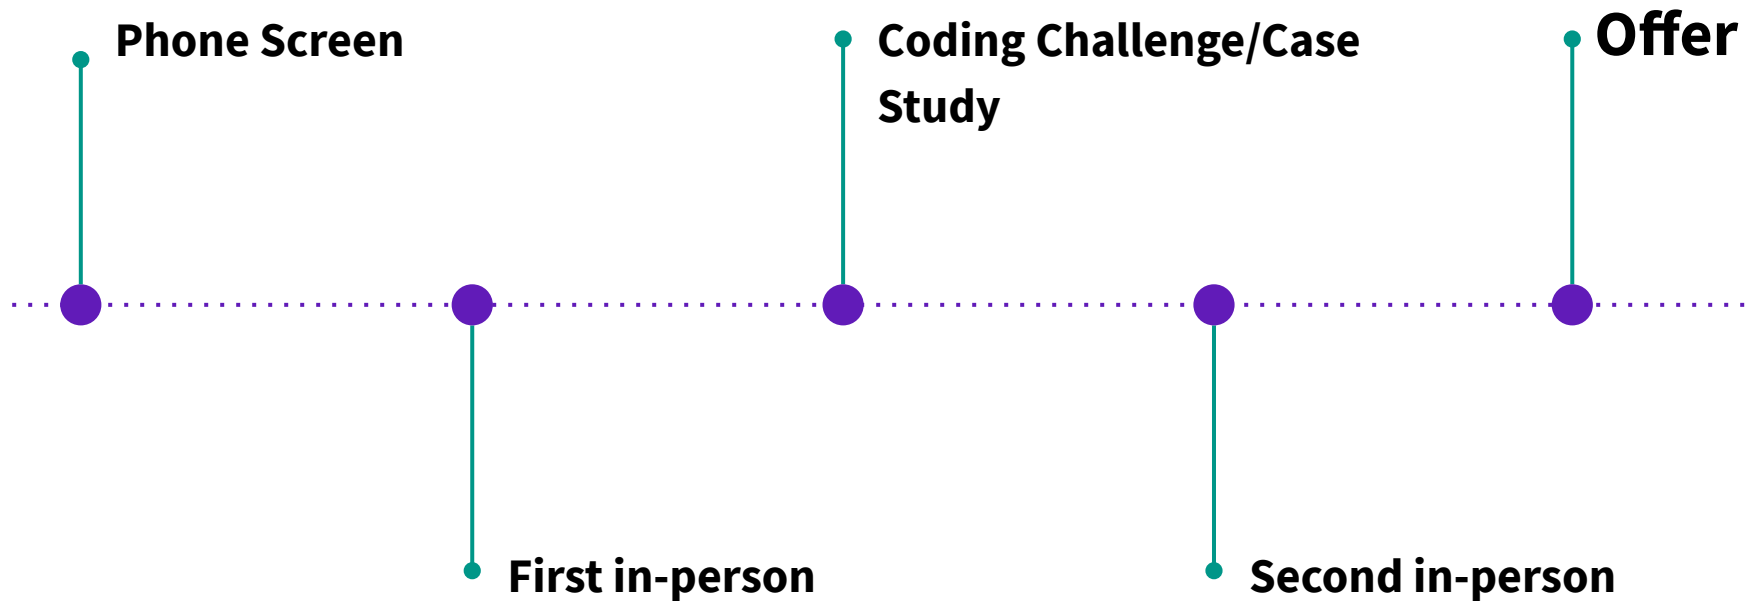 Phone Screen
Coding Challenge/Case
Study
Offer
First in-person
Second in-person